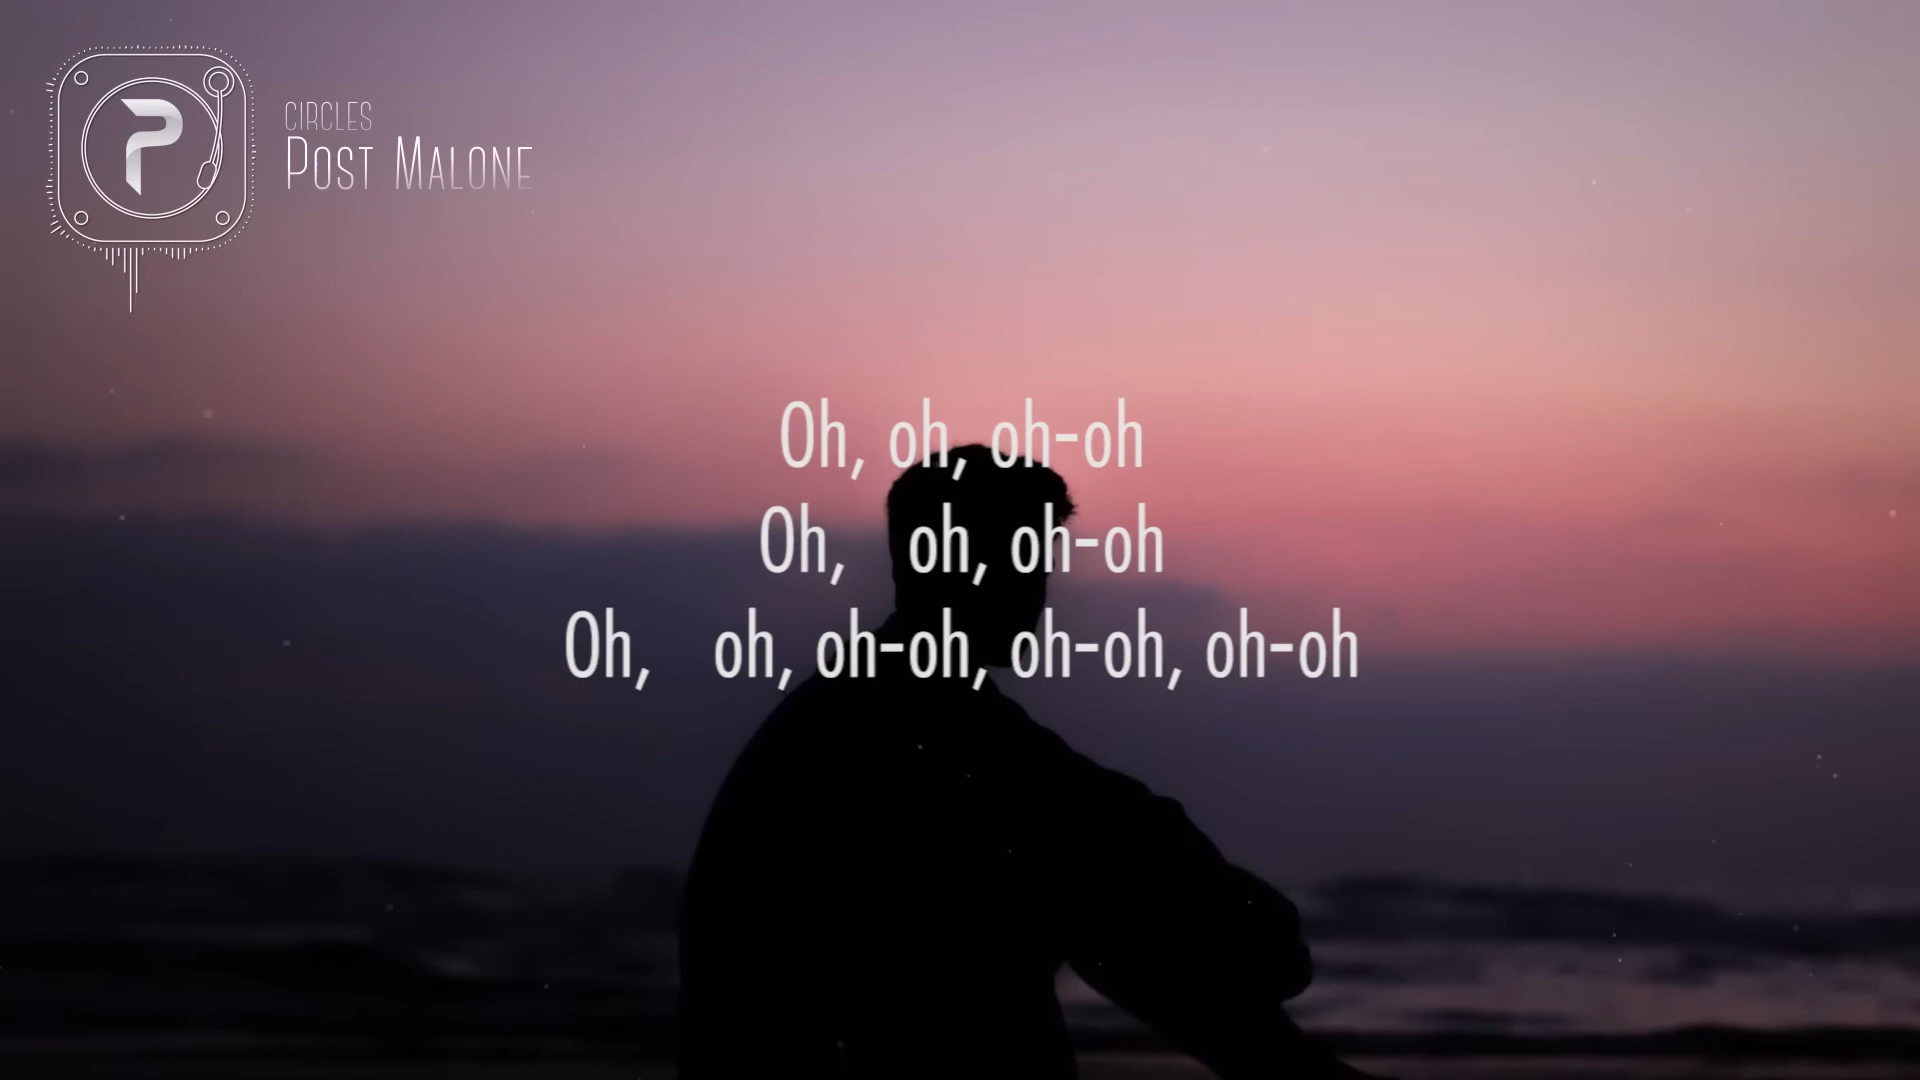 P
CIRCLES
POST MALONE
Oh, oh, oh-oh
Oh, oh, oh-oh
Oh, oh, oh-oh, oh-oh, oh-oh